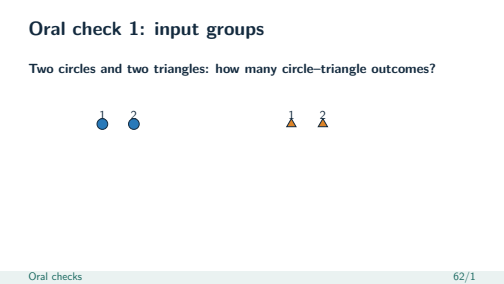 Oral check 1: input groups
Two circles and two triangles: how many circle–triangle outcomes?
1 2 1 2
Oral checks 62/1